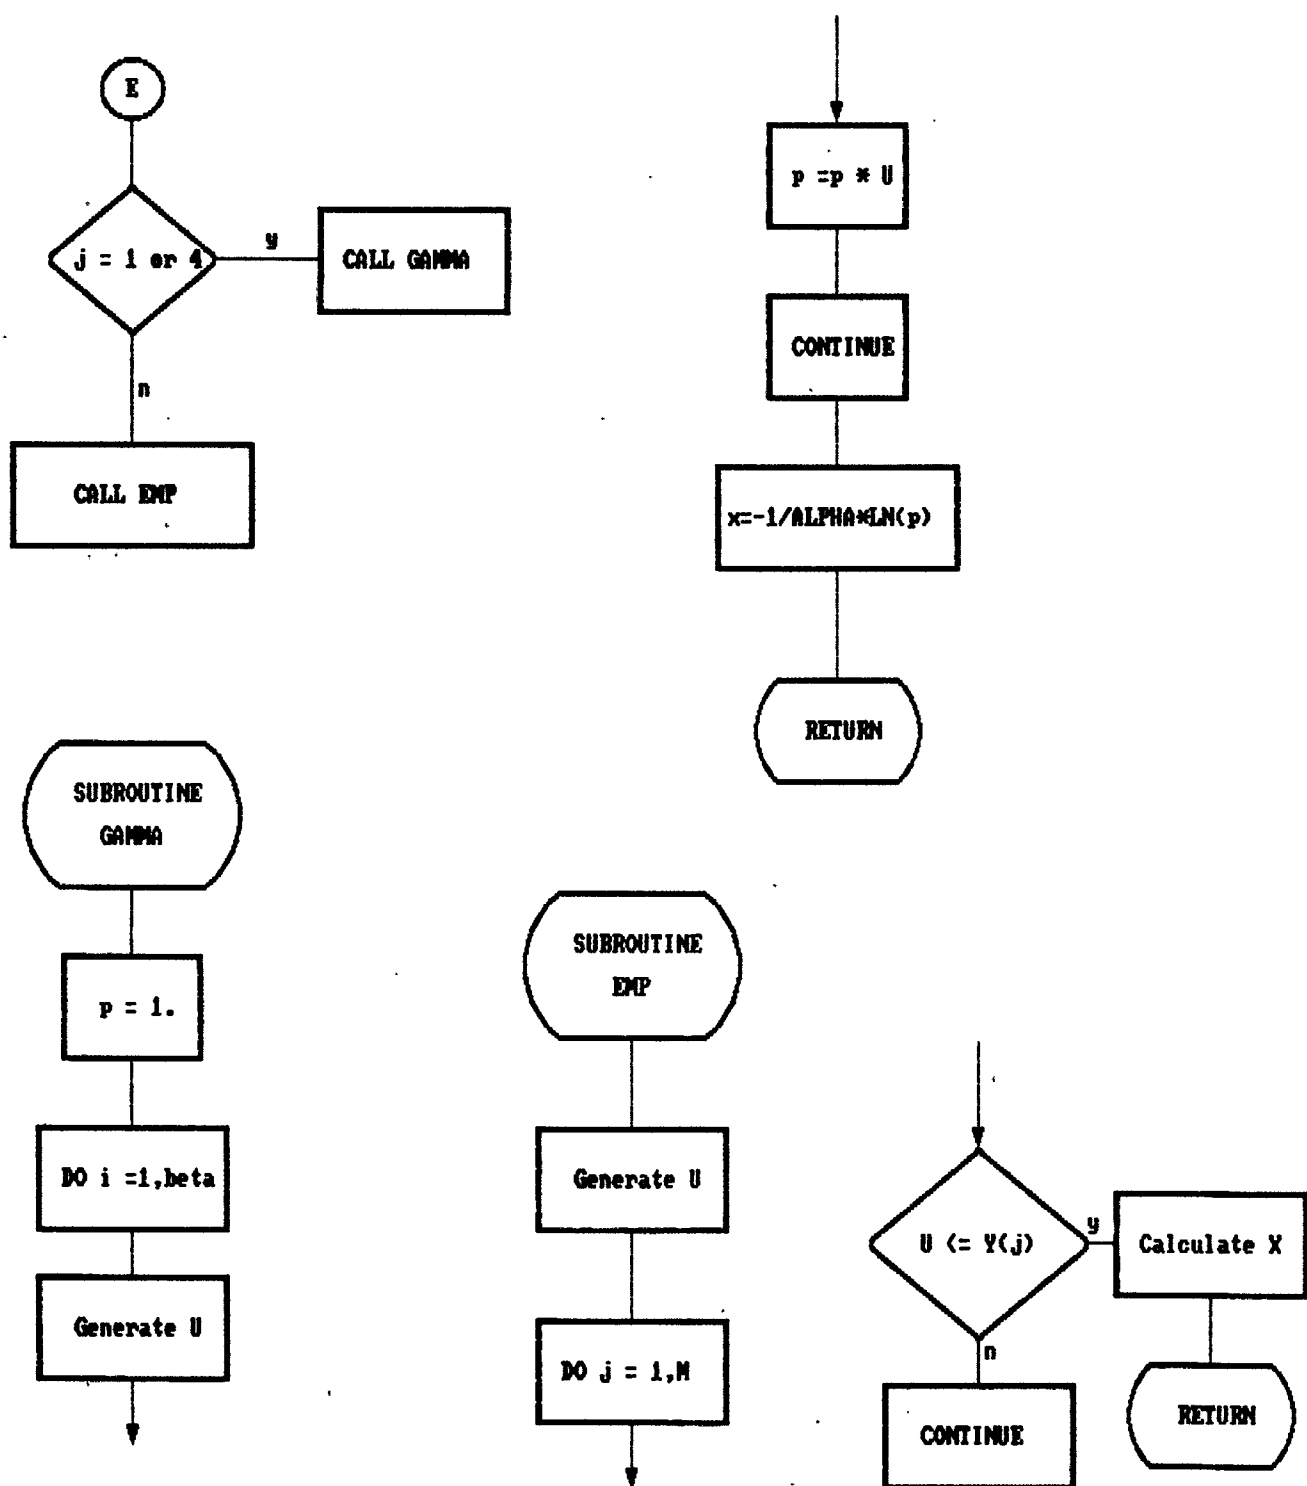 E
j = 1 or 4
y
CALL GAMMA
n
CALL EMP
p =p * U
CONTINUE
x=-1/ALPHA*LN(p)
RETURN
SUBROUTINE
GAMMA
p = 1.
DO i =1,beta
Generate U
SUBROUTINE
EMP
Generate U
DO j = 1,M
U <= Y(j)
y
Calculate X
n
RETURN
CONTINUE